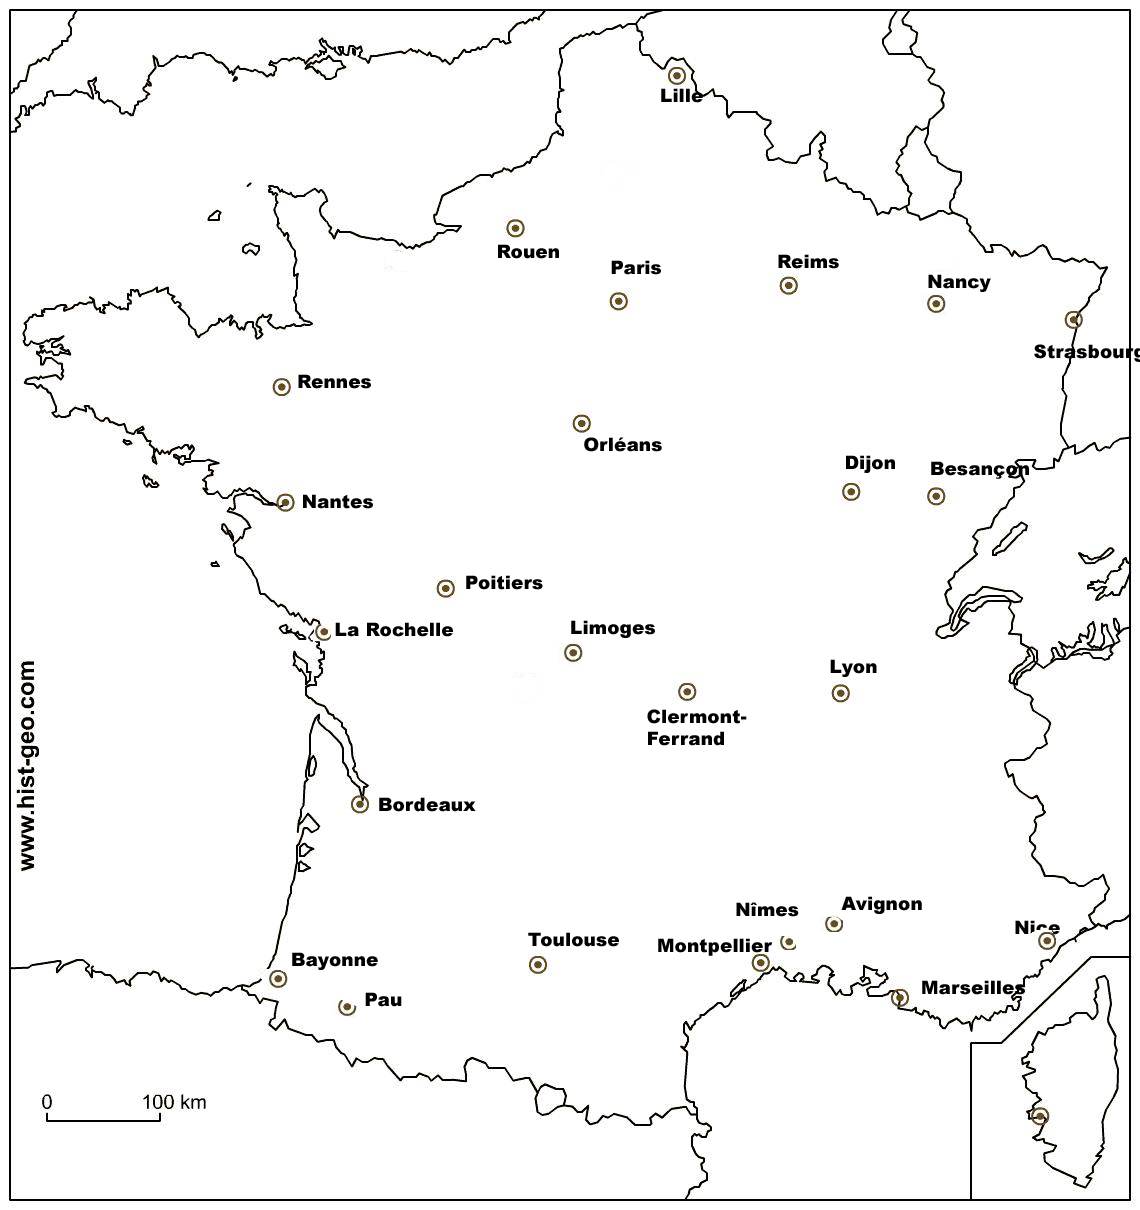 Lille
Rouen
Paris
Reims
Nancy
Strasbourg
Rennes
Orléans
Dijon
Besançon
Nantes
Poitiers
La Rochelle
Limoges
Lyon
Clermont-
Ferrand
www.hist-geo.com
Bordeaux
Avignon
Nîmes
Nice
Toulouse
Montpellier
Bayonne
Marseilles
Pau
0 100 km